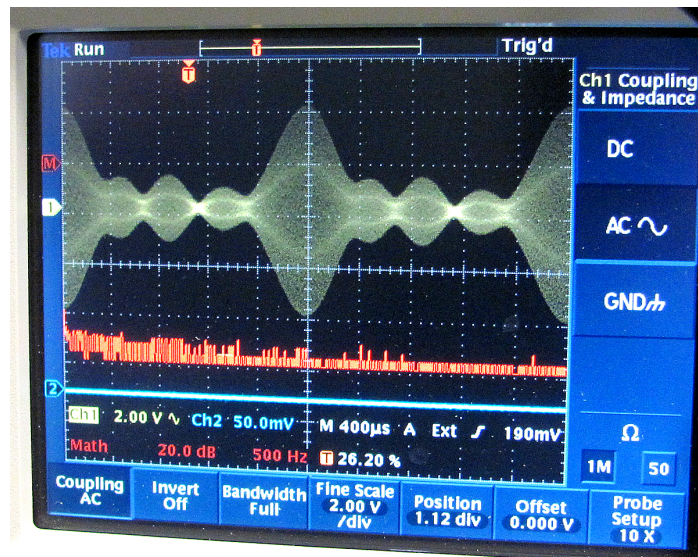 Tek Run Trig'd
T
T
Ch1 Coupling
& Impedance
DC
M
1
AC
GND
2
Ch1 2.00 V Ch2 50.0mV M 400µs A Ext 190mV
Math 20.0 dB 500 Hz T 26.20 %
Ω
1M 50
Coupling
AC
Invert
Off
Bandwidth
Full
Fine Scale
2.00 V
/div
Position
1.12 div
Offset
0.000 V
Probe
Setup
10 X